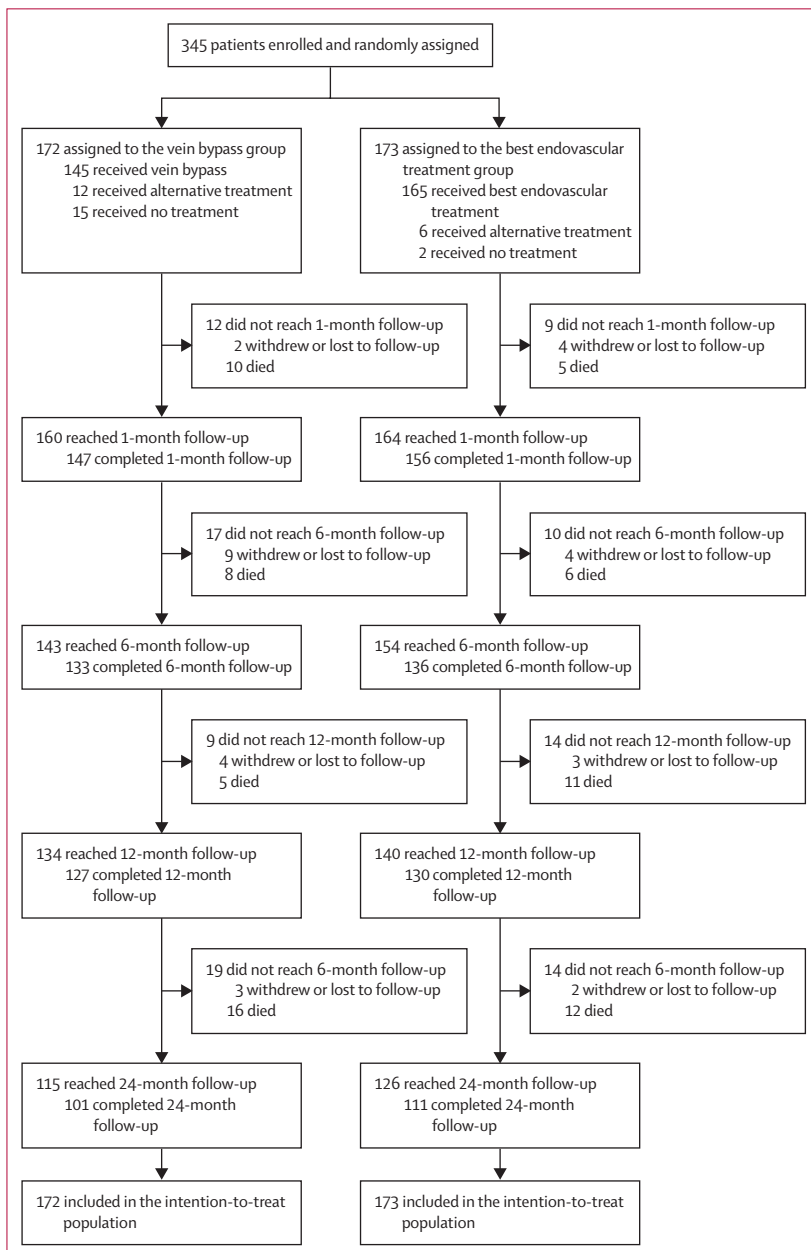 345 patients enrolled and randomly assigned
172 assigned to the vein bypass group
145 received vein bypass
12 received alternative treatment
15 received no treatment
173 assigned to the best endovascular
treatment group
165 received best endovascular
treatment
6 received alternative treatment
2 received no treatment
12 did not reach 1-month follow-up
2 withdrew or lost to follow-up
10 died
9 did not reach 1-month follow-up
4 withdrew or lost to follow-up
5 died
160 reached 1-month follow-up
147 completed 1-month follow-up
164 reached 1-month follow-up
156 completed 1-month follow-up
17 did not reach 6-month follow-up
9 withdrew or lost to follow-up
8 died
10 did not reach 6-month follow-up
4 withdrew or lost to follow-up
6 died
143 reached 6-month follow-up
133 completed 6-month follow-up
154 reached 6-month follow-up
136 completed 6-month follow-up
9 did not reach 12-month follow-up
4 withdrew or lost to follow-up
5 died
14 did not reach 12-month follow-up
3 withdrew or lost to follow-up
11 died
134 reached 12-month follow-up
127 completed 12-month
follow-up
140 reached 12-month follow-up
130 completed 12-month
follow-up
19 did not reach 6-month follow-up
3 withdrew or lost to follow-up
16 died
14 did not reach 6-month follow-up
2 withdrew or lost to follow-up
12 died
115 reached 24-month follow-up
101 completed 24-month
follow-up
126 reached 24-month follow-up
111 completed 24-month
follow-up
172 included in the intention-to-treat
population
173 included in the intention-to-treat
population